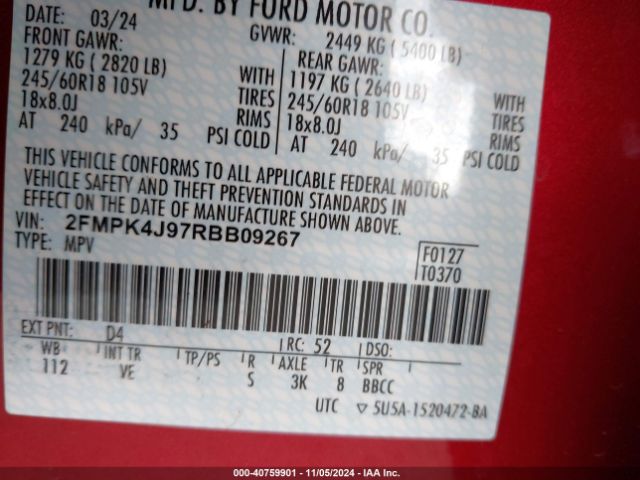 MFD. BY FORD MOTOR CO.
DATE: 03/24 GVWR: 2449 KG ( 5400 LB)
FRONT GAWR: REAR GAWR:
1279 KG ( 2820 LB) WITH 1197 KG ( 2640 LB) WITH
245/60R18 105V TIRES 245/60R18 105V TIRES
18x8.0J RIMS 18x8.0J RIMS
AT 240 kPa/ 35 PSI COLD AT 240 kPa/ 35 PSI COLD
THIS VEHICLE CONFORMS TO ALL APPLICABLE FEDERAL MOTOR
VEHICLE SAFETY AND THEFT PREVENTION STANDARDS IN
EFFECT ON THE DATE OF MANUFACTURE SHOWN ABOVE.
VIN: 2FMPK4J97RBB09267
TYPE: MPV
F0127
T0370
EXT PNT: D4 RC: 52 DSO:
WB INT TR TP/PS R AXLE TR SPR
112 VE S 3K 8 BBCC
UTC ▽ 5U5A-1520472-BA
000-40759901 - 11/05/2024 - IAAI.com